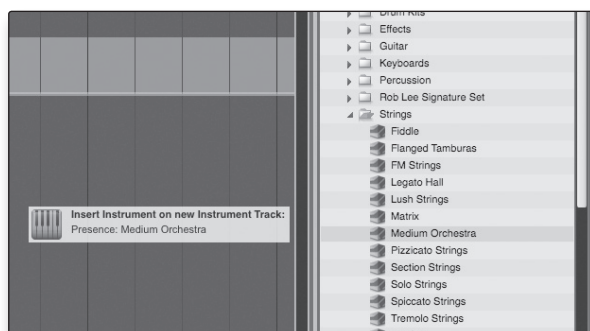 Drum Kits
Effects
Guitar
Keyboards
Percussion
Rob Lee Signature Set
Strings
Fiddle
Flanged Tamburas
FM Strings
Legato Hall
Lush Strings
Matrix
Medium Orchestra
Pizzicato Strings
Section Strings
Solo Strings
Spiccato Strings
Tremolo Strings
Insert Instrument on new Instrument Track:
Presence: Medium Orchestra